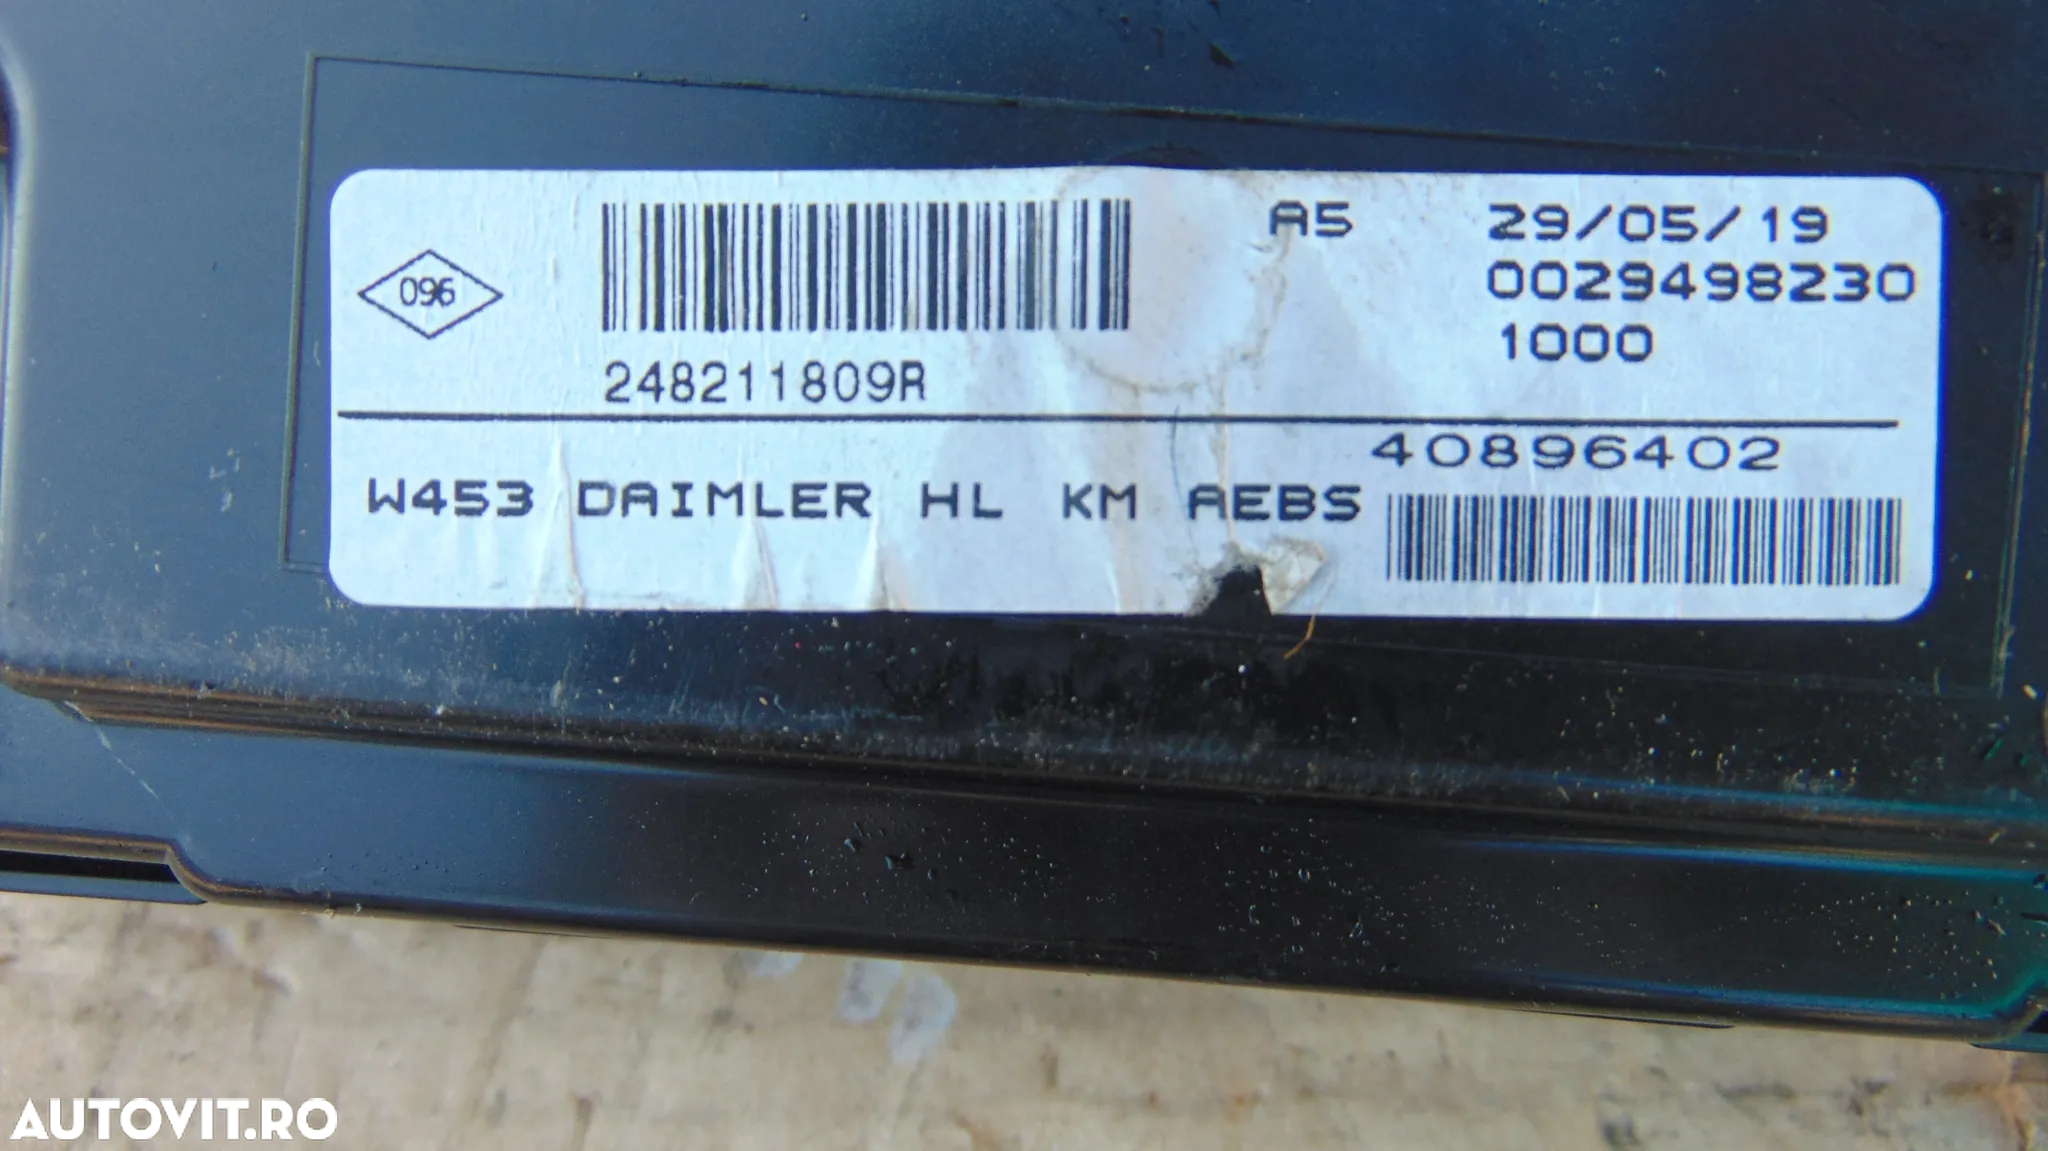 096
248211809R
A5 29/05/19
0029498230
1000
40896402
W453 DAIMLER HL KM AEBS
AUTOVIT.RO